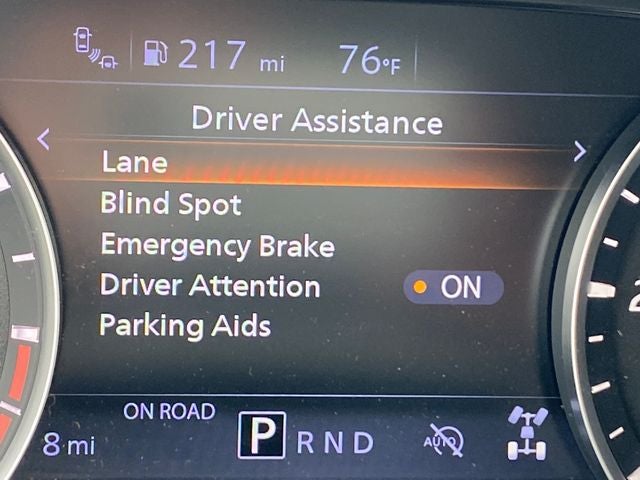 217 mi 76°F
Driver Assistance
Lane
Blind Spot
Emergency Brake
Driver Attention ON
Parking Aids
ON ROAD
8 mi P R N D AUTO
2